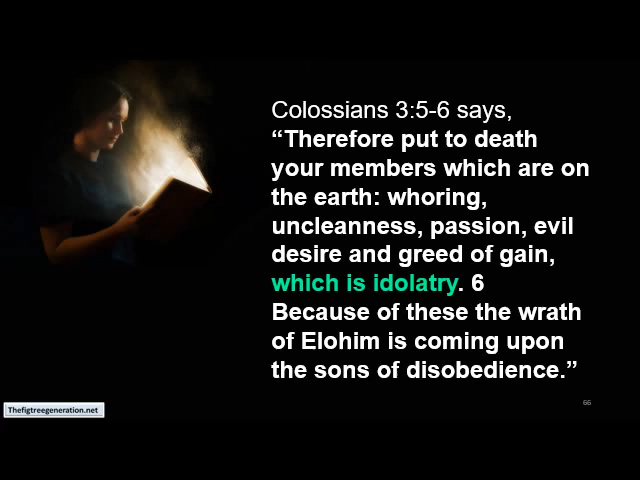 Colossians 3:5-6 says,
“Therefore put to death
your members which are on
the earth: whoring,
uncleanness, passion, evil
desire and greed of gain,
which is idolatry. 6
Because of these the wrath
of Elohim is coming upon
the sons of disobedience.”
66
Thefigtreegeneration.net